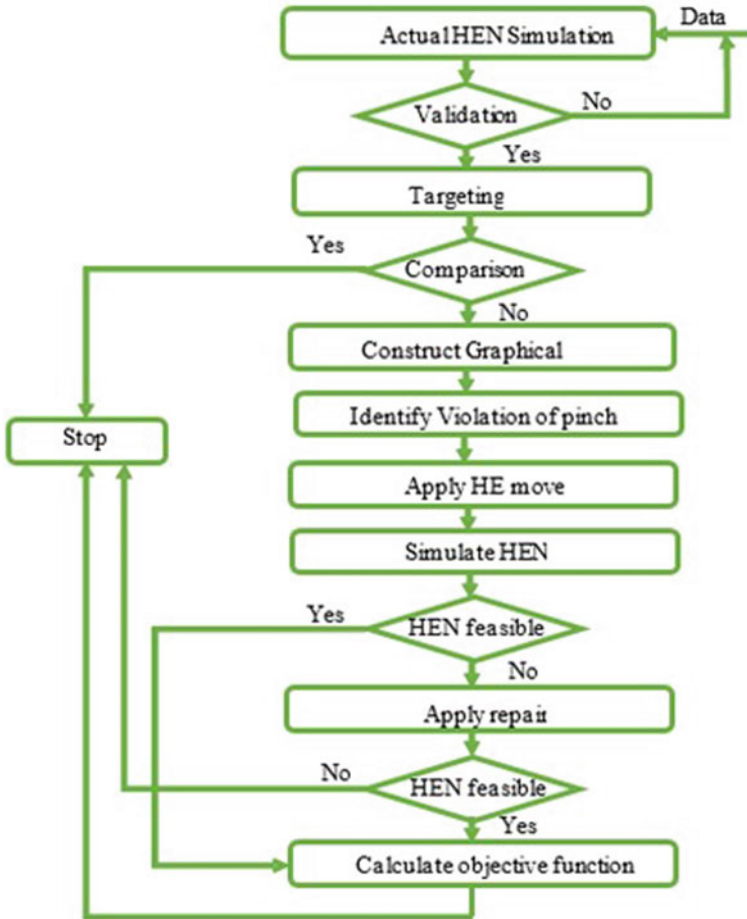 Data
Actual HEN Simulation
Validation
No
Yes
Targeting
Yes
Comparison
No
Construct Graphical
Identify Violation of pinch
Stop
Apply HE move
Simulate HEN
Yes
HEN feasible
No
Apply repair
No
HEN feasible
Yes
Calculate objective function